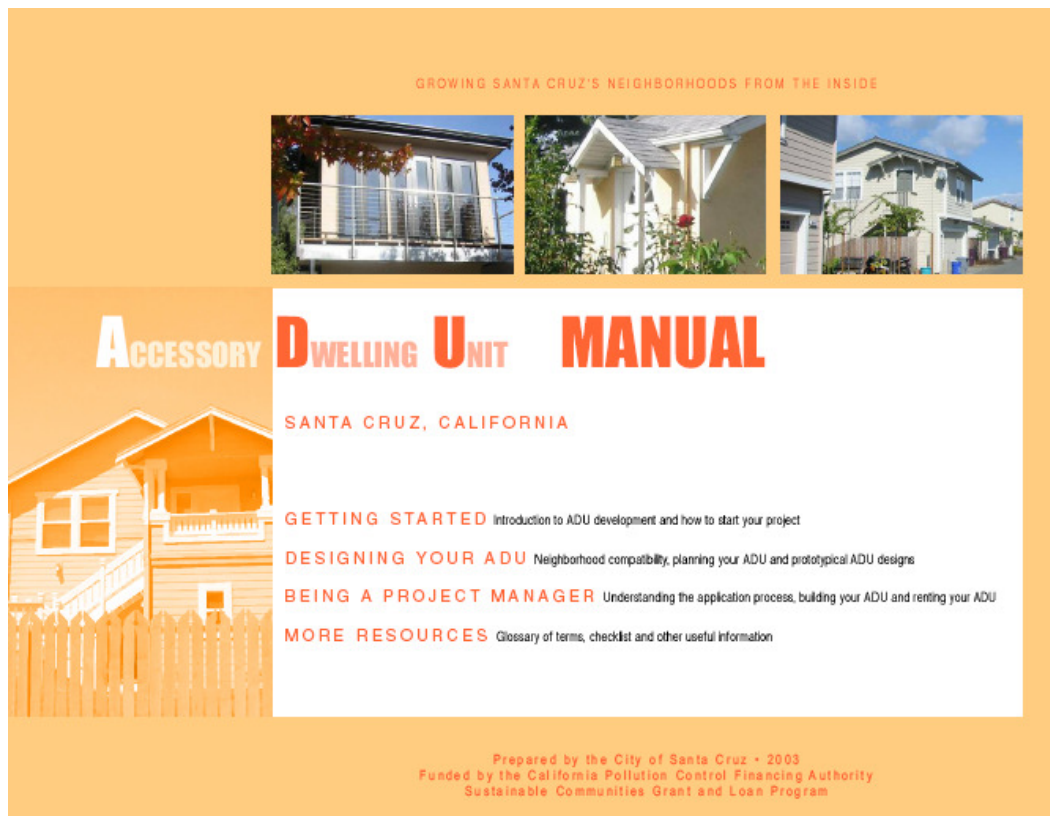 GROWING SANTA CRUZ'S NEIGHBORHOODS FROM THE INSIDE
ACCESSORY DWELLING UNIT MANUAL
SANTA CRUZ, CALIFORNIA
GETTING STARTED Introduction to ADU development and how to start your project
DESIGNING YOUR ADU Neighborhood compatibility, planning your ADU and prototypical ADU designs
BEING A PROJECT MANAGER Understanding the application process, building your ADU and renting your ADU
MORE RESOURCES Glossary of terms, checklist and other useful information
Prepared by the City of Santa Cruz • 2003
Funded by the California Pollution Control Financing Authority
Sustainable Communities Grant and Loan Program